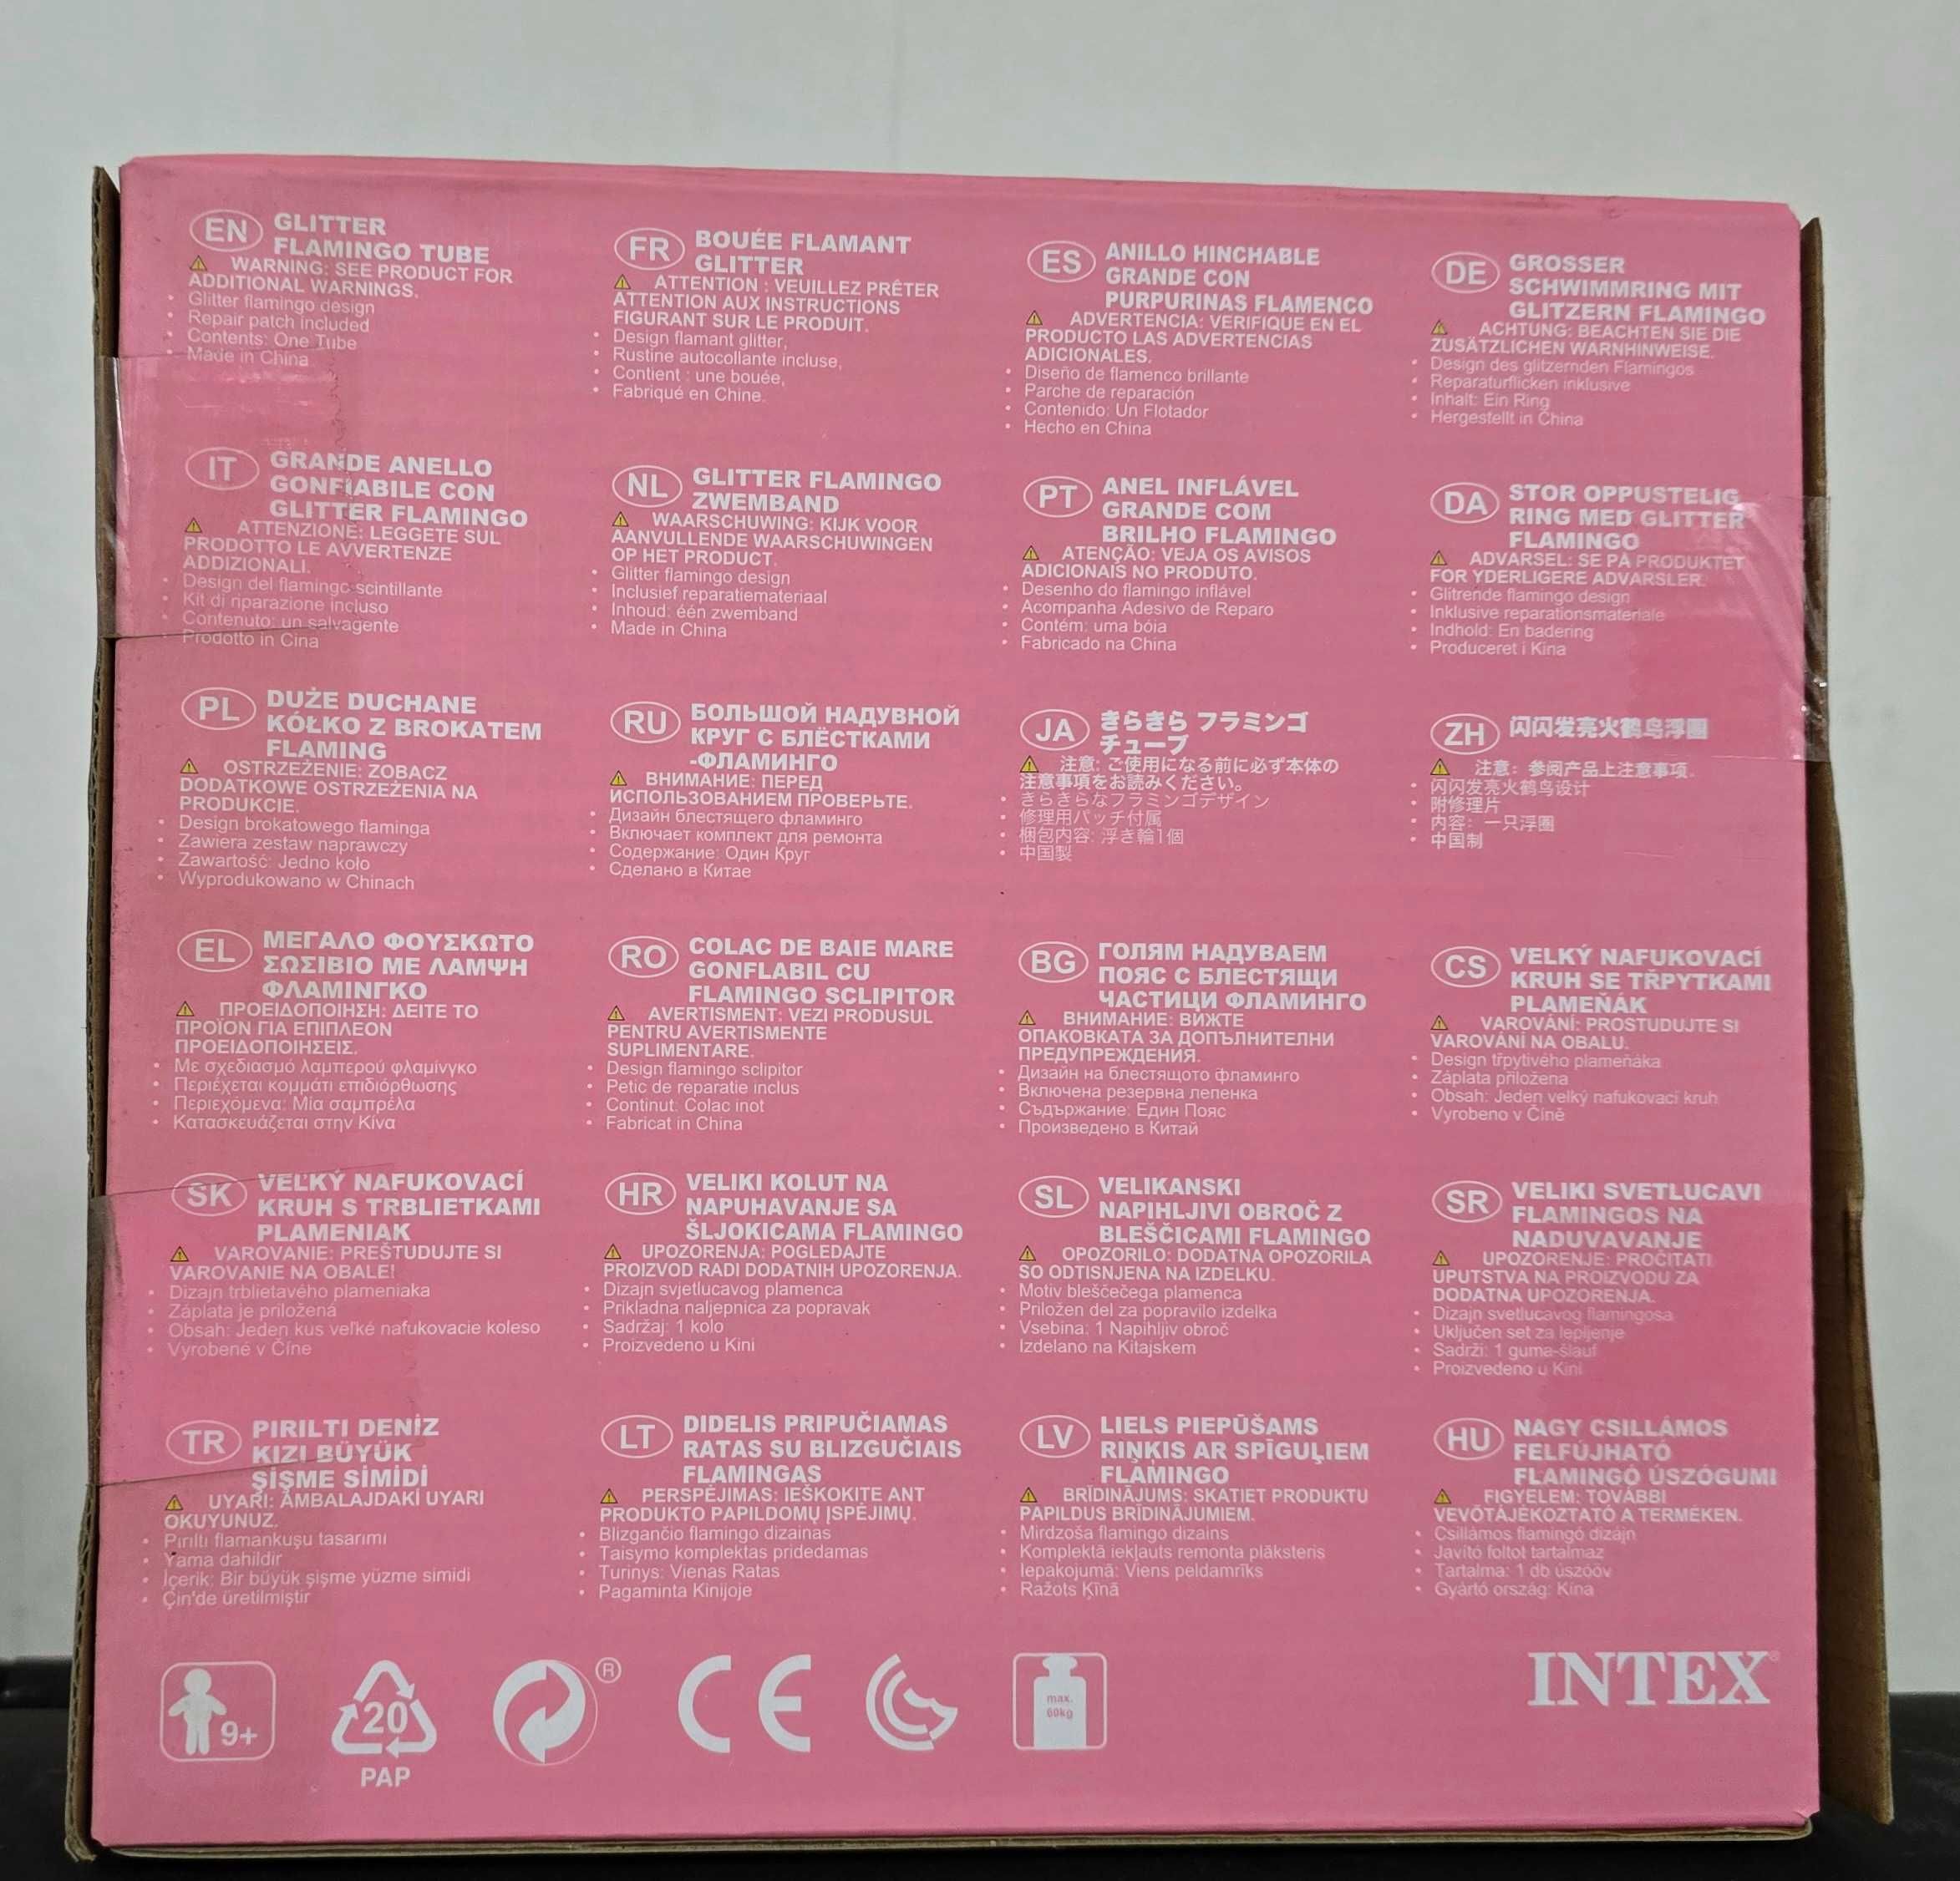 EN GLITTER
FLAMINGO TUBE
⚠ WARNING: SEE PRODUCT FOR
ADDITIONAL WARNINGS.
• Glitter flamingo design
• Repair patch included
• Contents: One Tube
• Made in China
FR BOUÉE FLAMANT
GLITTER
⚠ ATTENTION : VEUILLEZ PRÊTER
ATTENTION AUX INSTRUCTIONS
FIGURANT SUR LE PRODUIT.
• Design flamant glitter,
• Rustine autocollante incluse,
• Contient : une bouée,
• Fabriqué en Chine.
ES ANILLO HINCHABLE
GRANDE CON
PURPURINAS FLAMENCO
⚠ ADVERTENCIA: VERIFIQUE EN EL
PRODUCTO LAS ADVERTENCIAS
ADICIONALES.
• Diseño de flamenco brillante
• Parche de reparación
• Contenido: Un Flotador
• Hecho en China
DE GROSSER
SCHWIMMRING MIT
GLITZERN FLAMINGO
⚠ ACHTUNG: BEACHTEN SIE DIE
ZUSÄTZLICHEN WARNHINWEISE.
• Design des glitzernden Flamingos
• Reparaturflicken inklusive
• Inhalt: Ein Ring
• Hergestellt in China
IT GRANDE ANELLO
GONFIABILE CON
GLITTER FLAMINGO
⚠ ATTENZIONE: LEGGETE SUL
PRODOTTO LE AVVERTENZE
ADDIZIONALI.
• Design del flamingo scintillante
• Kit di riparazione incluso
• Contenuto: un salvagente
• Prodotto in Cina
NL GLITTER FLAMINGO
ZWEMBAND
⚠ WAARSCHUWING: KIJK VOOR
AANVULLENDE WAARSCHUWINGEN
OP HET PRODUCT.
• Glitter flamingo design
• Inclusief reparatiemateriaal
• Inhoud: één zwemband
• Made in China
PT ANEL INFLÁVEL
GRANDE COM
BRILHO FLAMINGO
⚠ ATENÇÃO: VEJA OS AVISOS
ADICIONAIS NO PRODUTO.
• Desenho do flamingo inflável
• Acompanha Adesivo de Reparo
• Contém: uma bóia
• Fabricado na China
DA STOR OPPUSTELIG
RING MED GLITTER
FLAMINGO
⚠ ADVARSEL: SE PÅ PRODUKTET
FOR YDERLIGERE ADVARSLER.
• Glitrende flamingo design
• Inklusive reparationsmateriale
• Indhold: En badering
• Produceret i Kina
PL DUŻE DUCHANE
KÓŁKO Z BROKATEM
FLAMING
⚠ OSTRZEŻENIE: ZOBACZ
DODATKOWE OSTRZEŻENIA NA
PRODUKCIE.
• Design brokatowego flaminga
• Zawiera zestaw naprawczy
• Zawartość: Jedno koło
• Wyprodukowano w Chinach
RU БОЛЬШОЙ НАДУВНОЙ
КРУГ С БЛЁСТКАМИ
-ФЛАМИНГО
⚠ ВНИМАНИЕ: ПЕРЕД
ИСПОЛЬЗОВАНИЕМ ПРОВЕРЬТЕ.
• Дизайн блестящего фламинго
• Включает комплект для ремонта
• Содержание: Один Круг
• Сделано в Китае
JA きらきら フラミンゴ
チューブ
⚠ 注意: ご使用になる前に必ず本体の
注意事項をお読みください。
• きらきらなフラミンゴデザイン
• 修理用パッチ付属
• 梱包内容: 浮き輪1個
• 中国製
ZH 闪闪发亮火鹤鸟浮圈
⚠ 注意: 参阅产品上注意事项.
• 闪闪发亮火鹤鸟设计
• 附修理片
• 内容: 一只浮圈
• 中国制
EL ΜΕΓΑΛΟ ΦΟΥΣΚΩΤΟ
ΣΩΣΙΒΙΟ ΜΕ ΛΑΜΨΗ
ΦΛΑΜΙΝΓΚΟ
⚠ ΠΡΟΕΙΔΟΠΟΙΗΣΗ: ΔΕΙΤΕ ΤΟ
ΠΡΟΪΟΝ ΓΙΑ ΕΠΙΠΛΕΟΝ
ΠΡΟΕΙΔΟΠΟΙΗΣΕΙΣ.
• Με σχεδιασμό λαμπερού φλαμίνγκο
• Περιέχεται κομμάτι επιδιόρθωσης
• Περιεχόμενα: Μία σαμπρέλα
• Κατασκευάζεται στην Κίνα
RO COLAC DE BAIE MARE
GONFLABIL CU
FLAMINGO SCLIPITOR
⚠ AVERTISMENT: VEZI PRODUSUL
PENTRU AVERTISMENTE
SUPLIMENTARE.
• Design flamingo sclipitor
• Petic de reparatie inclus
• Continut: Colac inot
• Fabricat in China
BG ГОЛЯМ НАДУВАЕМ
ПОЯС С БЛЕСТЯЩИ
ЧАСТИЦИ ФЛАМИНГО
⚠ ВНИМАНИЕ: ВИЖТЕ
ОПАКОВКАТА ЗА ДОПЪЛНИТЕЛНИ
ПРЕДУПРЕЖДЕНИЯ.
• Дизайн на блестящото фламинго
• Включена резервна лепенка
• Съдържание: Един Пояс
• Произведено в Китай
CS VELKÝ NAFUKOVACÍ
KRUH SE TŘPYTKAMI
PLAMEŇÁK
⚠ VAROVÁNÍ: PROSTUDUJTE SI
VAROVÁNÍ NA OBALU.
• Design třpytivého plameňáka
• Záplata přiložena
• Obsah: Jeden velký nafukovací kruh
• Vyrobeno v Číně
SK VEĽKÝ NAFUKOVACÍ
KRUH S TRBLIETKAMI
PLAMENIAK
⚠ VAROVANIE: PREŠTUDUJTE SI
VAROVANIE NA OBALE!
• Dizajn trblietavého plameniaka
• Záplata je priložená
• Obsah: Jeden kus veľké nafukovacie koleso
• Vyrobené v Číne
HR VELIKI KOLUT NA
NAPUHAVANJE SA
ŠLJOKICAMA FLAMINGO
⚠ UPOZORENJA: POGLEDAJTE
PROIZVOD RADI DODATNIH UPOZORENJA.
• Dizajn svjetlucavog plamenca
• Prikladna naljepnica za popravak
• Sadržaj: 1 kolo
• Proizvedeno u Kini
SL VELIKANSKI
NAPIHLJIVI OBROČ Z
BLEŠČICAMI FLAMINGO
⚠ OPOZORILO: DODATNA OPOZORILA
SO ODTISNJENA NA IZDELKU.
• Motiv bleščečega plamenca
• Priložen del za popravilo izdelka
• Vsebina: 1 Napihljiv obroč
• Izdelano na Kitajskem
SR VELIKI SVETLUCAVI
FLAMINGOS NA
NADUVAVANJE
⚠ UPOZORENJE: PROČITATI
UPUTSTVA NA PROIZVODU ZA
DODATNA UPOZORENJA.
• Dizajn svetlucavog flamingosa
• Uključen set za lepljenje
• Sadrži: 1 guma-šlauf
• Proizvedeno u Kini
TR PIRILTI DENİZ
KIZI BÜYÜK
ŞİŞME SİMİDİ
⚠ UYARI: AMBALAJDAKİ UYARI
OKUYUNUZ.
• Pırıltı flamankuşu tasarımı
• Yama dahildir
• İçerik: Bir büyük şişme yüzme simidi
• Çin'de üretilmiştir
LT DIDELIS PRIPUČIAMAS
RATAS SU BLIZGUČIAIS
FLAMINGAS
⚠ PERSPĖJIMAS: IEŠKOKITE ANT
PRODUKTO PAPILDOMŲ ĮSPĖJIMŲ.
• Blizgančio flamingo dizainas
• Taisymo komplektas pridedamas
• Turinys: Vienas Ratas
• Pagaminta Kinijoje
LV LIELS PIEPŪŠAMS
RIŅĶIS AR SPĪGUĻIEM
FLAMINGO
⚠ BRĪDINĀJUMS: SKATIET PRODUKTU
PAPILDUS BRĪDINĀJUMIEM.
• Mirdzoša flamingo dizains
• Komplektā iekļauts remonta plāksteris
• Iepakojumā: Viens peldamriks
• Ražots Ķīnā
HU NAGY CSILLÁMOS
FELFÚJHATÓ
FLAMINGÓ ÚSZÓGUMI
⚠ FIGYELEM: TOVÁBBI
VEVŐTÁJÉKOZTATÓ A TERMÉKEN.
• Csillámos flamingó dizájn
• Javító foltot tartalmaz
• Tartalma: 1 db úszóöv
• Gyártó ország: Kína
9+
20
PAP
®
CE
max.
60kg
INTEX®